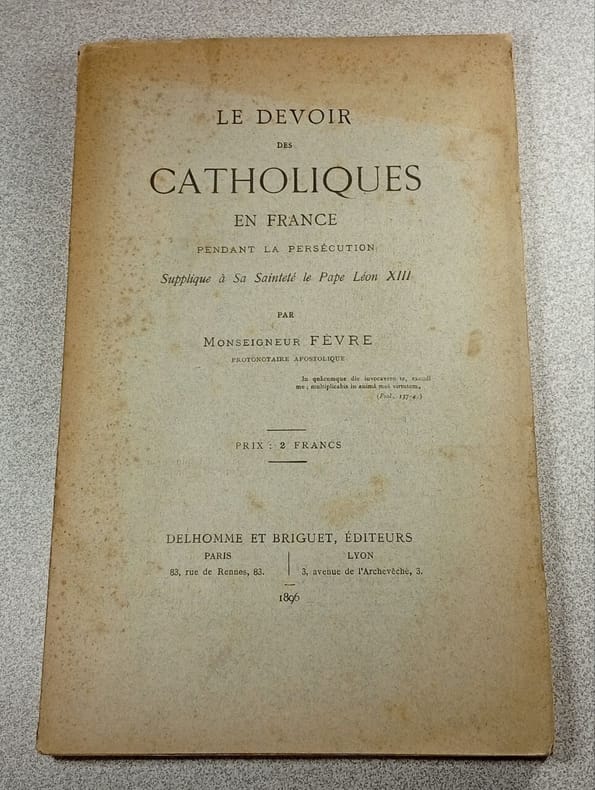 LE DEVOIR
DES
CATHOLIQUES
EN FRANCE
PENDANT LA PERSÉCUTION
Supplique à Sa Sainteté le Pape Léon XIII
PAR
MONSEIGNEUR FÈVRE
PROTONOTAIRE APOSTOLIQUE
In quâcumque die invocavero te, exaudi
me; multiplicabis in animâ meâ virtutem,
137-4.)
PRIX : 2 FRANCS
DELHOMME ET BRIGUET, ÉDITEURS
PARIS
83, rue de Rennes, 83.
LYON
3, avenue de l'Archevêché, 3.
1896